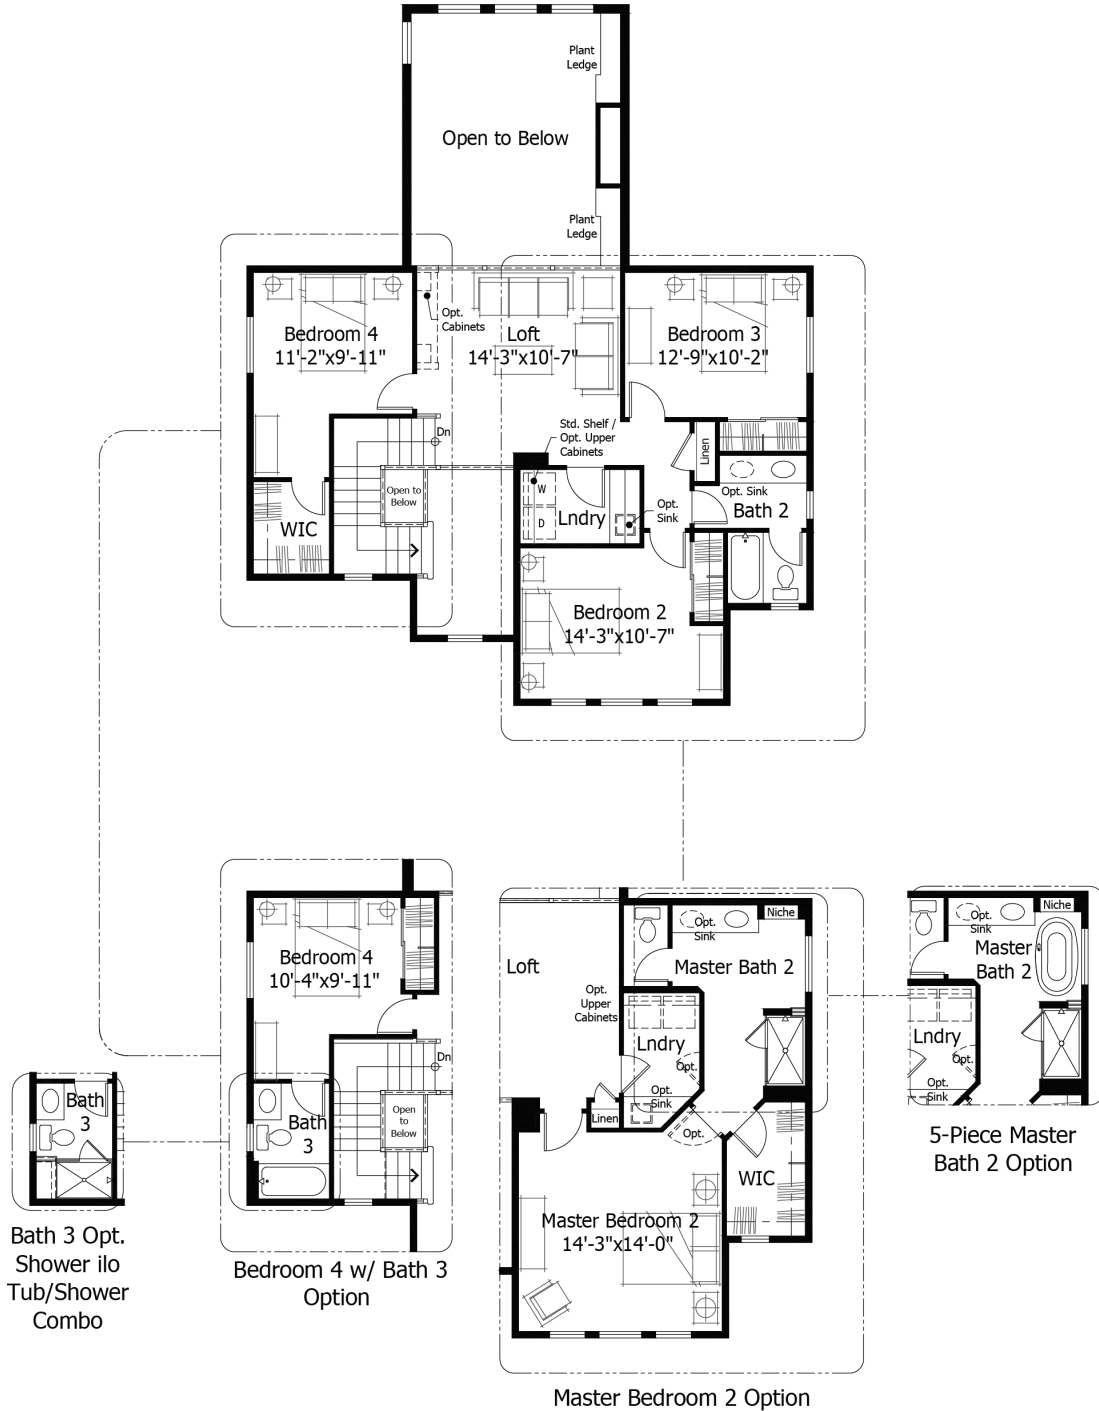 Plant
Ledge
Open to Below
Plant
Ledge
Bedroom 4
11'-2"x9'-11"
Opt.
Cabinets
Loft
14'-3"x10'-7"
Bedroom 3
12'-9"x10'-2"
Dn
Std. Shelf /
Opt. Upper
Cabinets
Linen
Open to
Below
W
D
Lndry
Opt.
Sink
Opt. Sink
Bath 2
WIC
Bedroom 2
14'-3"x10'-7"
Bedroom 4
10'-4"x9'-11"
Dn
Open
to
Below
Bath
3
Bath
3
Bath 3 Opt.
Shower ilo
Tub/Shower
Combo
Bedroom 4 w/ Bath 3
Option
Loft
Opt.
Sink
Niche
Master Bath 2
Opt.
Upper
Cabinets
Lndry
Opt.
Opt.
Sink
Linen
Opt.
WIC
Master Bedroom 2
14'-3"x14'-0"
Master Bedroom 2 Option
Opt.
Sink
Niche
Master
Bath 2
Lndry
Opt.
Opt.
Sink
5-Piece Master
Bath 2 Option